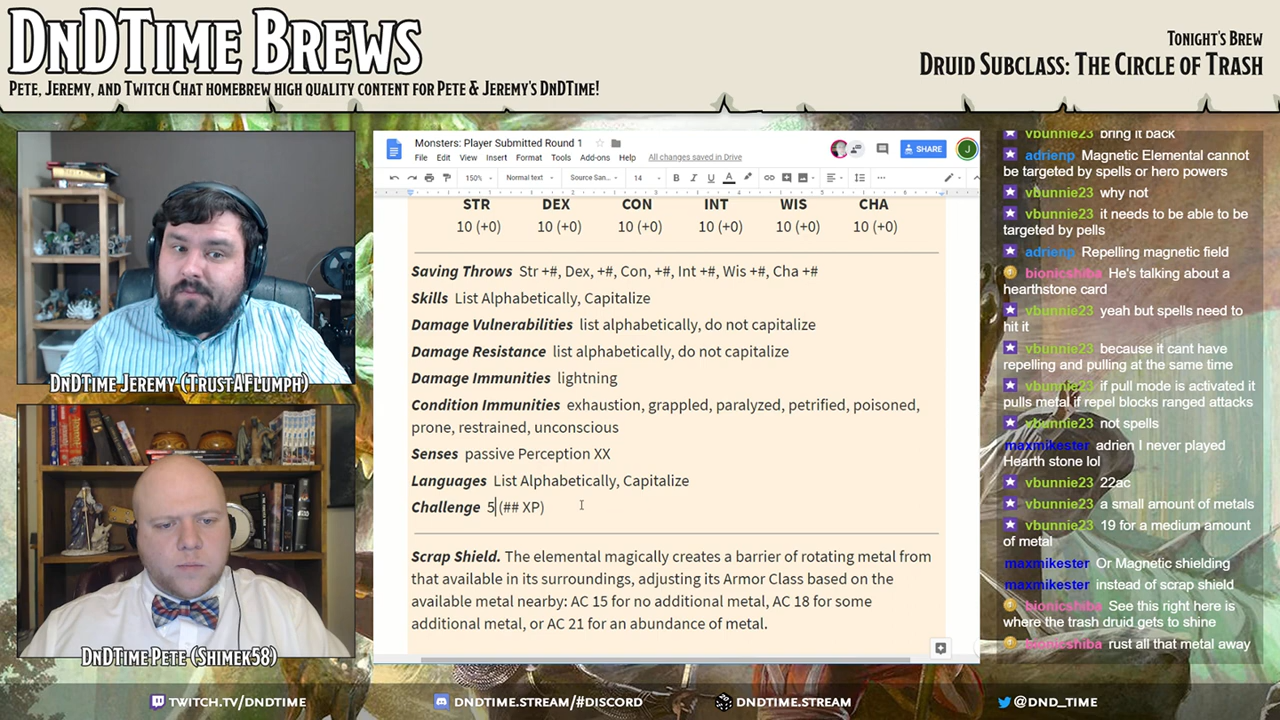 DnDTime Brews
Pete, Jeremy, and Twitch Chat homebrew high quality content for Pete & Jeremy's DnDTime!
Tonight's Brew
Druid Subclass: The Circle of Trash
DnDTime Jeremy (TrustAFlumph)
DnDTime Pete (Shimek58)
Monsters: Player Submitted Round 1
File Edit View Insert Format Tools Add-ons Help All changes saved in Drive
SHARE
J
150% Normal text Source San... 14 B I U A
STR DEX CON INT WIS CHA
10 (+0) 10 (+0) 10 (+0) 10 (+0) 10 (+0) 10 (+0)
Saving Throws Str +#, Dex, +#, Con, +#, Int +#, Wis +#, Cha +#
Skills List Alphabetically, Capitalize
Damage Vulnerabilities list alphabetically, do not capitalize
Damage Resistance list alphabetically, do not capitalize
Damage Immunities lightning
Condition Immunities exhaustion, grappled, paralyzed, petrified, poisoned,
prone, restrained, unconscious
Senses passive Perception XX
Languages List Alphabetically, Capitalize
Challenge 5 (## XP)
Scrap Shield. The elemental magically creates a barrier of rotating metal from
that available in its surroundings, adjusting its Armor Class based on the
available metal nearby: AC 15 for no additional metal, AC 18 for some
additional metal, or AC 21 for an abundance of metal.
vbunnie23 bring it back
adrienp Magnetic Elemental cannot
be targeted by spells or hero powers
vbunnie23 why not
vbunnie23 it needs to be able to be
targeted by pells
adrienp Repelling magnetic field
bionicshiba He's talking about a
hearthstone card
vbunnie23 yeah but spells need to
hit it
vbunnie23 because it cant have
repelling and pulling at the same time
vbunnie23 if pull mode is activated it
pulls metal if repel blocks ranged attacks
vbunnie23 not spells
maxmikester adrien I never played
Hearth stone lol
vbunnie23 22ac
vbunnie23 a small amount of metals
vbunnie23 19 for a medium amount
of metal
maxmikester Or Magnetic shielding
maxmikester instead of scrap shield
bionicshiba See this right here is
where the trash druid gets to shine
bionicshiba rust all that metal away
TWITCH.TV/DNDTIME
DNDTIME.STREAM/#DISCORD
DNDTIME.STREAM
@DND_TIME